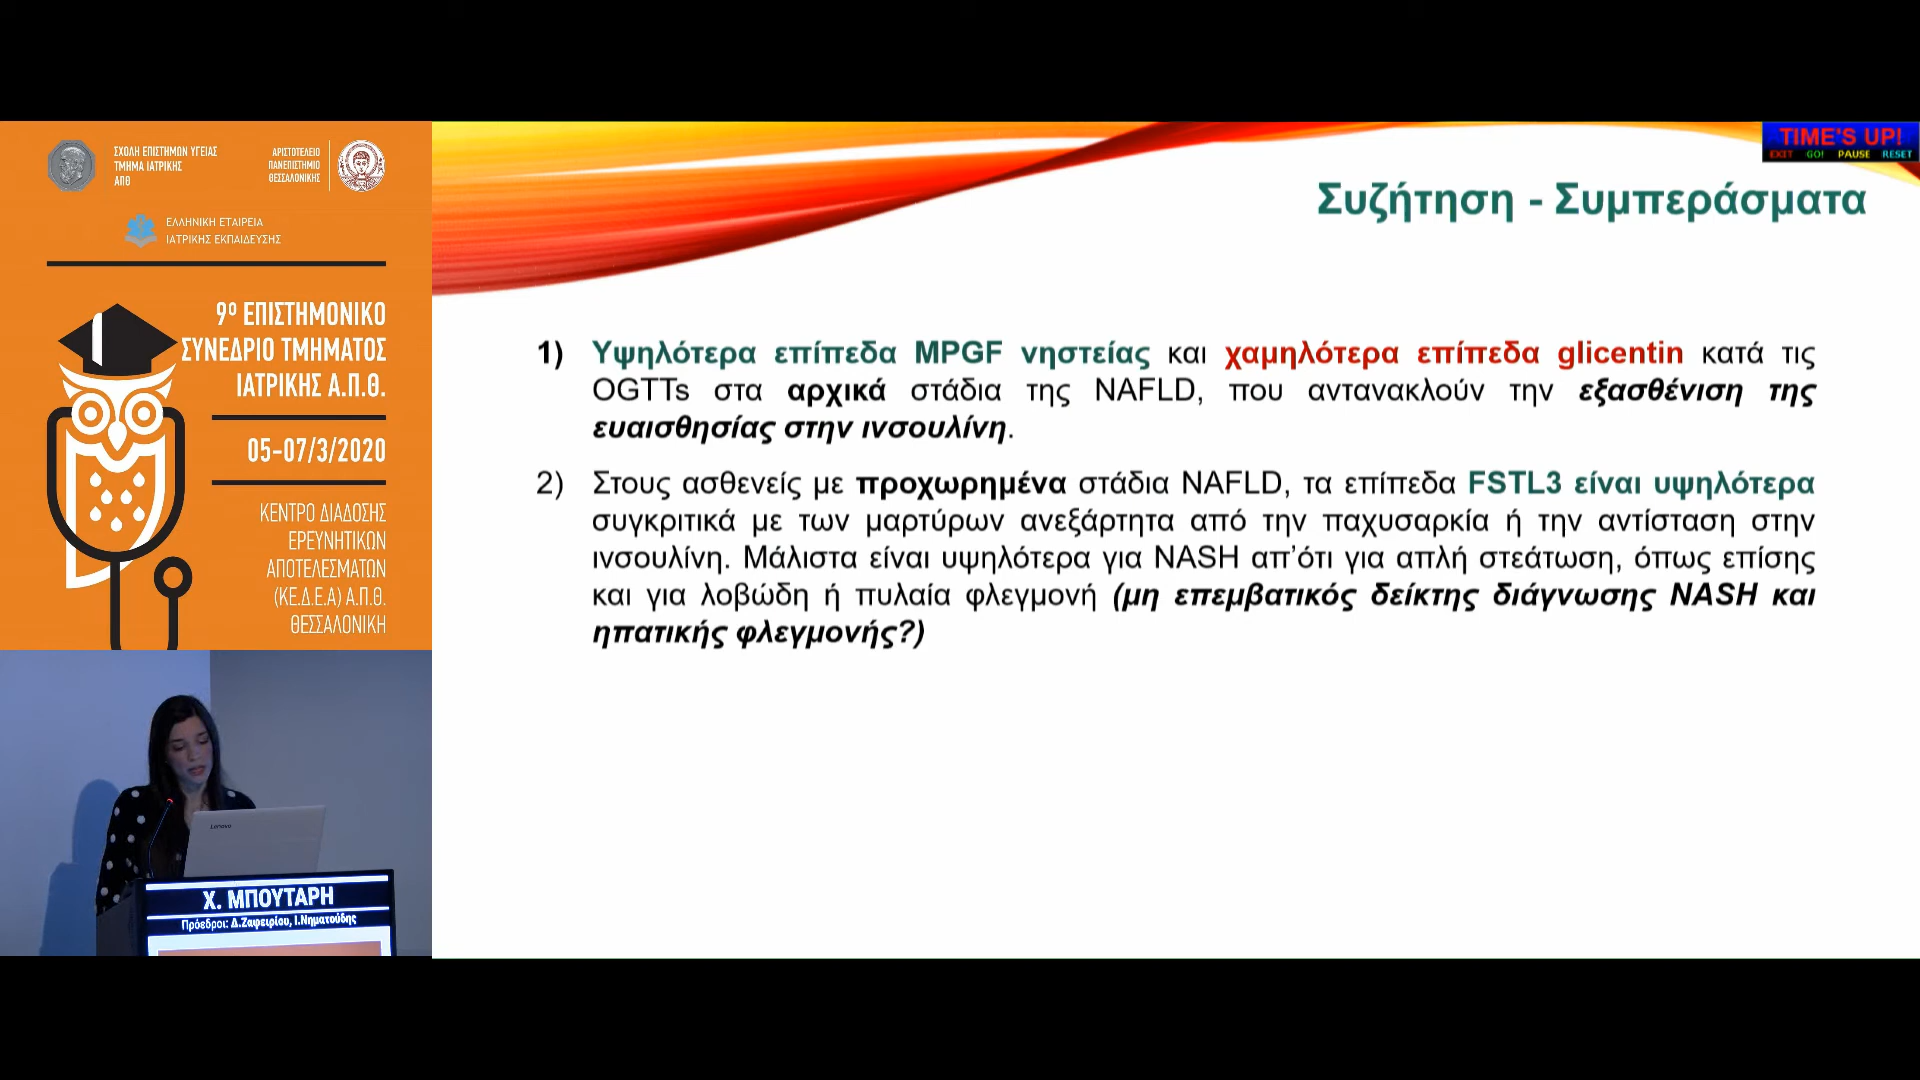 ΣΧΟΛΗ ΕΠΙΣΤΗΜΩΝ ΥΓΕΙΑΣ
ΤΜΗΜΑ ΙΑΤΡΙΚΗΣ
ΑΠΘ
ΑΡΙΣΤΟΤΕΛΕΙΟ
ΠΑΝΕΠΙΣΤΗΜΙΟ
ΘΕΣΣΑΛΟΝΙΚΗΣ
ΕΛΛΗΝΙΚΗ ΕΤΑΙΡΕΙΑ
ΙΑΤΡΙΚΗΣ ΕΚΠΑΙΔΕΥΣΗΣ
9º ΕΠΙΣΤΗΜΟΝΙΚΟ
ΣΥΝΕΔΡΙΟ ΤΜΗΜΑΤΟΣ
ΙΑΤΡΙΚΗΣ Α.Π.Θ.
05-07/3/2020
ΚΕΝΤΡΟ ΔΙΑΔΟΣΗΣ
ΕΡΕΥΝΗΤΙΚΩΝ
ΑΠΟΤΕΛΕΣΜΑΤΩΝ
(ΚΕ.Δ.Ε.Α) Α.Π.Θ.
ΘΕΣΣΑΛΟΝΙΚΗ
Lenovo
Χ. ΜΠΟΥΤΑΡΗ
Πρόεδροι: Δ.Ζαφειρίου, Ι.Νηματούδης
TIME'S UP!
EXIT GO! PAUSE RESET
Συζήτηση - Συμπεράσματα
1) Υψηλότερα επίπεδα MPGF νηστείας και χαμηλότερα επίπεδα glicentin κατά τις
OGTTs στα αρχικά στάδια της NAFLD, που αντανακλούν την εξασθένιση της
ευαισθησίας στην ινσουλίνη.
2) Στους ασθενείς με προχωρημένα στάδια NAFLD, τα επίπεδα FSTL3 είναι υψηλότερα
συγκριτικά με των μαρτύρων ανεξάρτητα από την παχυσαρκία ή την αντίσταση στην
ινσουλίνη. Μάλιστα είναι υψηλότερα για NASH απ’ότι για απλή στεάτωση, όπως επίσης
και για λοβώδη ή πυλαία φλεγμονή (μη επεμβατικός δείκτης διάγνωσης NASH και
ηπατικής φλεγμονής?)